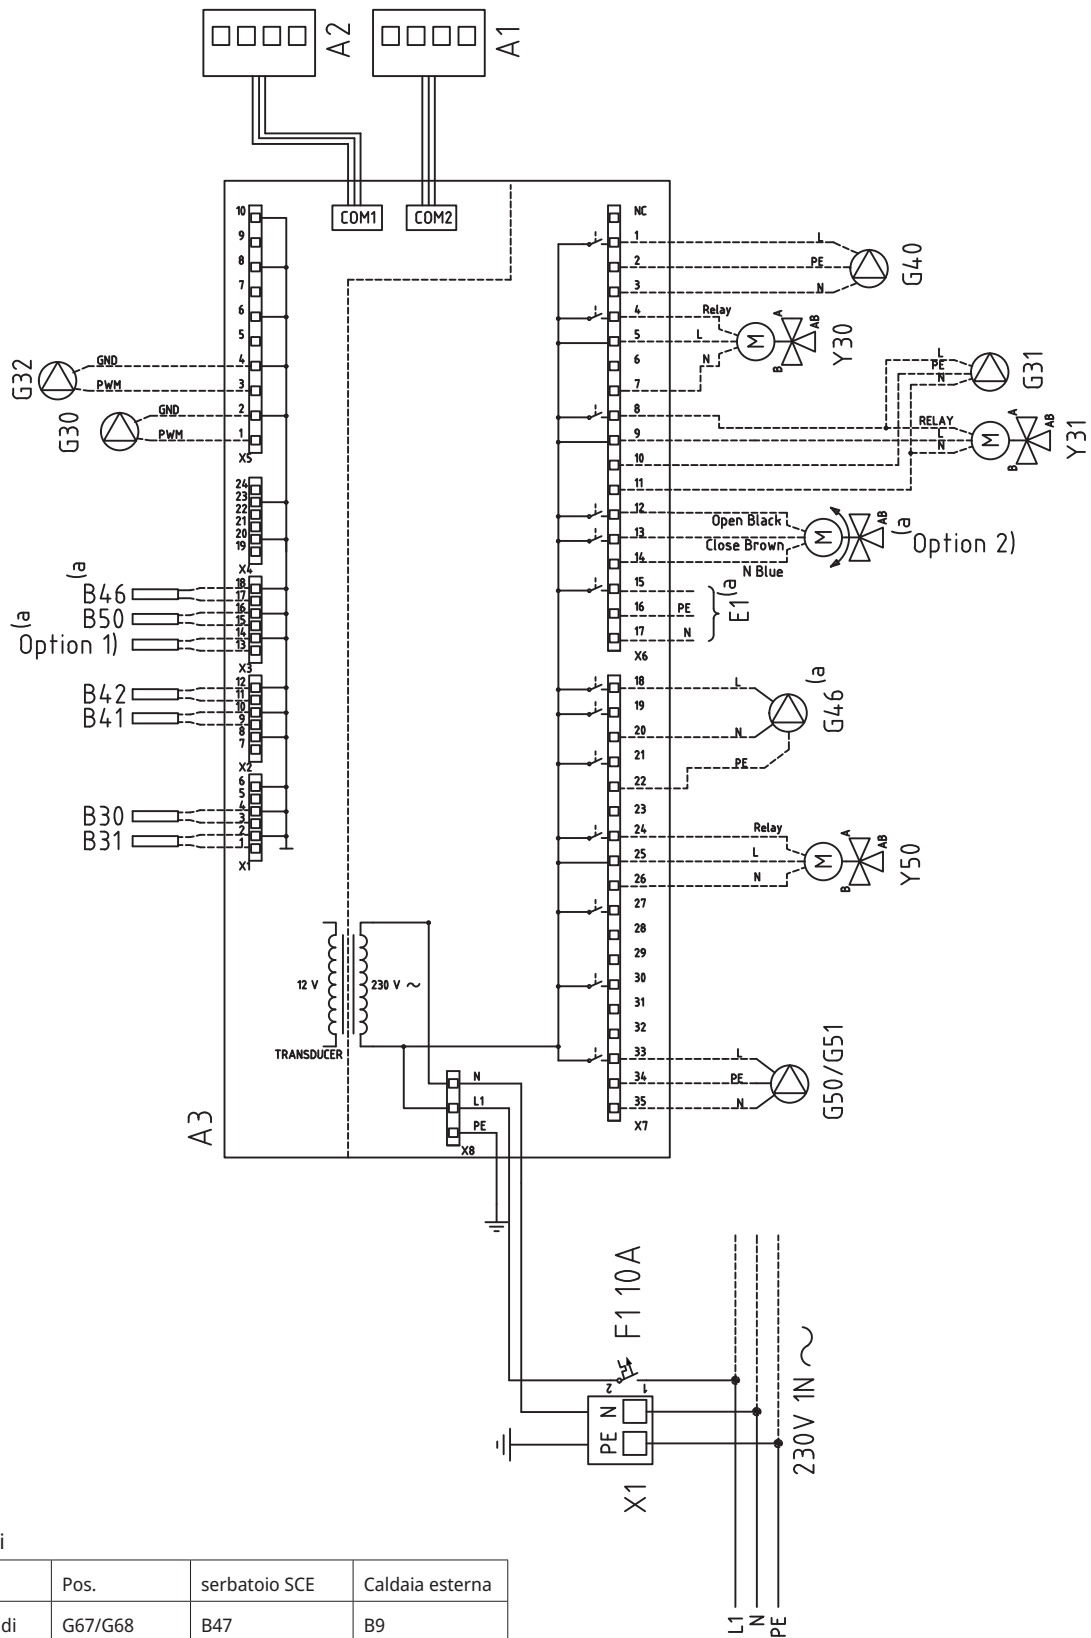 A2
A1
COM1
COM2
10
9
8
7
6
5
4
3
2
1
X5
GND
PWM
G32
GND
PWM
G30
24
23
22
21
20
19
X4
18
17
16
15
14
13
X3
(a
B46
B50
(a
Option 1)
12
11
10
9
8
7
X2
B42
B41
6
5
4
3
2
1
X1
B30
B31
NC
1
2
3
4
5
6
7
8
9
10
11
12
13
14
15
16
17
X6
L
PE
N
G40
Relay
L
N
M
A
AB
B
Y30
L
PE
N
G31
RELAY
L
N
M
A
AB
B
Y31
Open Black
Close Brown
N Blue
M
AB
(a
Option 2)
PE
N
E1
(a
18
19
20
21
22
23
24
25
26
27
28
29
30
31
32
33
34
35
X7
L
N
PE
G46
(a
Relay
L
N
M
A
AB
B
Y50
L
PE
N
G50/G51
12 V
230 V ~
TRANSDUCER
A3
N
L1
PE
X8
F1 10A
2
1
PE N
X1
230V 1N ~
L1
N
PE
i
Pos. serbatoio SCE Caldaia esterna
di G67/G68 B47 B9